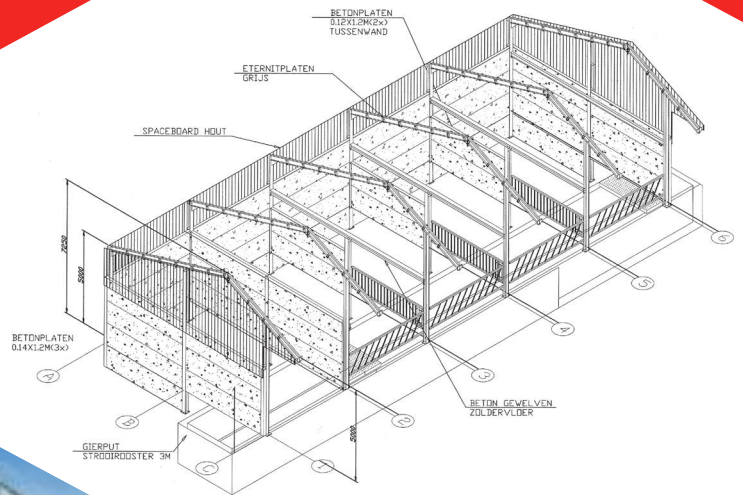 BETONPLATEN
0.12X1.2M(2x)
TUSSENWAND
ETERNITPLATEN
GRIJS
SPACEBOARD HOUT
7250
5000
BETONPLATEN
0.14X1.2M(3x)
A
B
C
GIERPUT
STROOIROOSTER 3M
1
2
3
4
5
6
5000
BETON GEWELVEN
ZOLDERVLOER